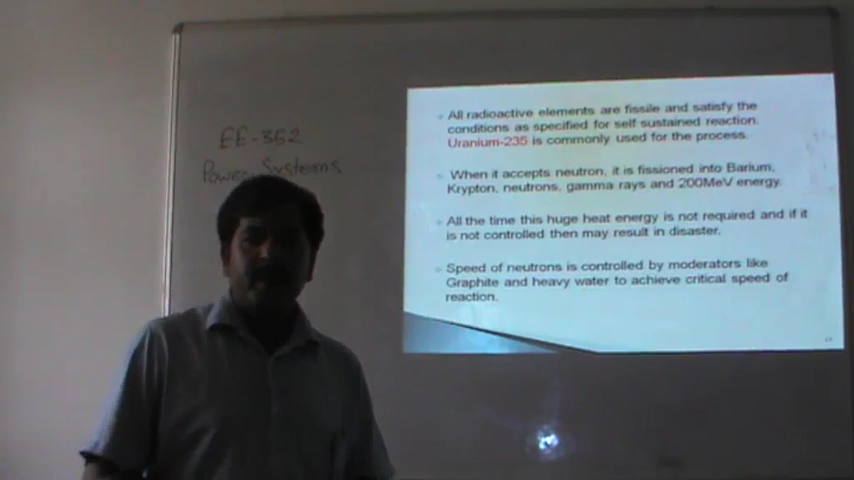 EE-352
Power Systems
All radioactive elements are fissile and satisfy the
conditions as specified for self sustained reaction.
Uranium-235 is commonly used for the process.
When it accepts neutron, it is fissioned into Barium,
Krypton, neutrons, gamma rays and 200MeV energy.
All the time this huge heat energy is not required and if it
is not controlled then may result in disaster.
Speed of neutrons is controlled by moderators like
Graphite and heavy water to achieve critical speed of
reaction.